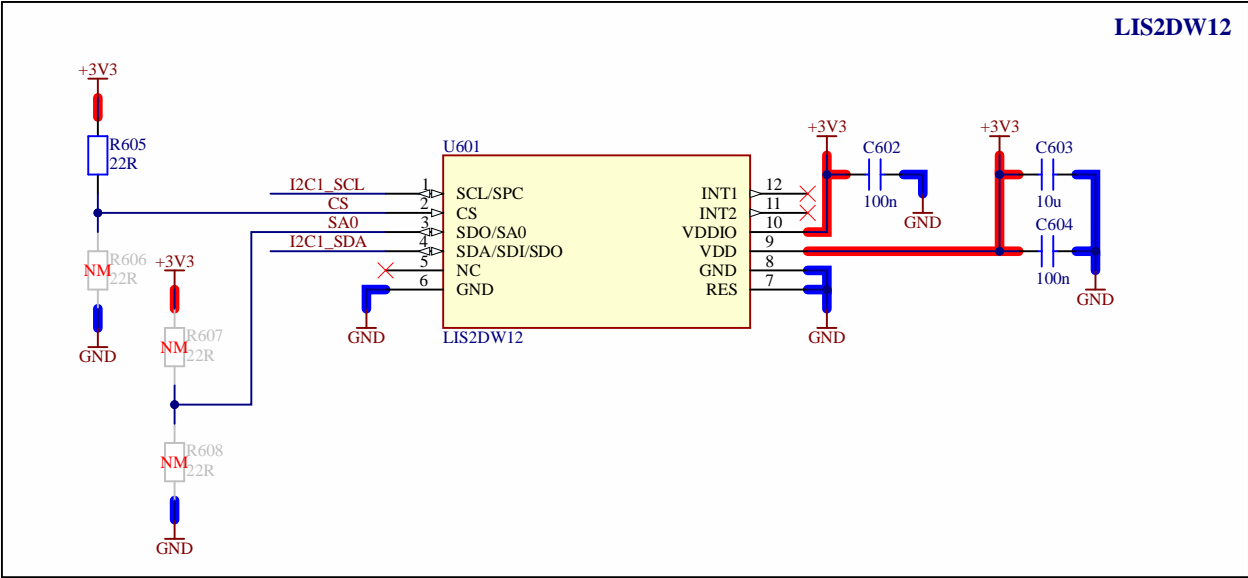 LIS2DW12
+3V3
R605
22R
NM
R606
22R
GND
+3V3
NM
R607
22R
NM
R608
22R
GND
I2C1_SCL
CS
SA0
I2C1_SDA
GND
U601
1 SCL/SPC
2 CS
3 SDO/SA0
4 SDA/SDI/SDO
5 NC
6 GND
INT1 12
INT2 11
VDDIO 10
VDD 9
GND 8
RES 7
LIS2DW12
+3V3
C602
100n
GND
GND
+3V3
C603
10u
C604
100n
GND